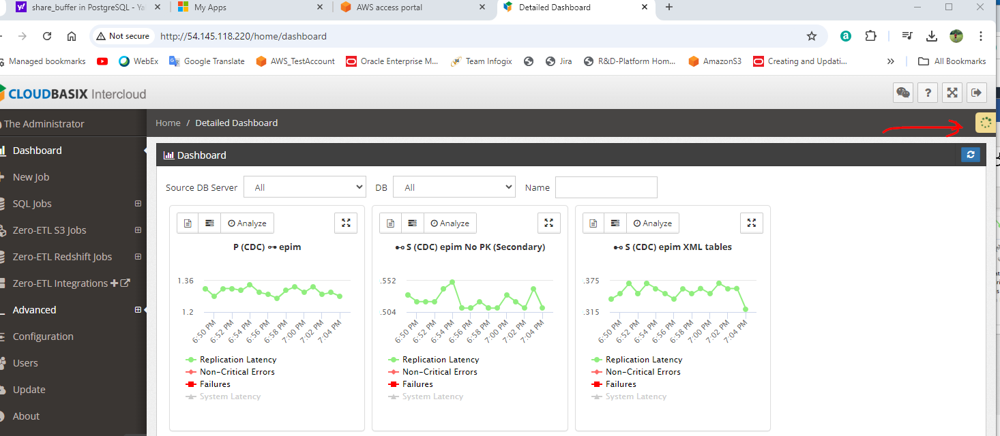 share_buffer in PostgreSQL - Ya
My Apps
AWS access portal
Detailed Dashboard
Not secure
http://54.145.118.220/home/dashboard
Managed bookmarks
WebEx
Google Translate
AWS_TestAccount
Oracle Enterprise M...
Team Infogix
Jira
R&D-Platform Hom...
AmazonS3
Creating and Updati...
All Bookmarks
CLOUDBASIX Intercloud
The Administrator
Home / Detailed Dashboard
Dashboard
New Job
SQL Jobs
Zero-ETL S3 Jobs
Zero-ETL Redshift Jobs
Zero-ETL Integrations
Advanced
Configuration
Users
Update
About
Dashboard
Source DB Server All DB All Name
Analyze
P (CDC) epim
1.36
1.2
6:50 PM 6:52 PM 6:54 PM 6:56 PM 6:58 PM 7:00 PM 7:02 PM 7:04 PM
Replication Latency
Non-Critical Errors
Failures
System Latency
Analyze
S (CDC) epim No PK (Secondary)
.552
.504
6:50 PM 6:52 PM 6:54 PM 6:56 PM 6:58 PM 7:00 PM 7:02 PM 7:04 PM
Replication Latency
Non-Critical Errors
Failures
System Latency
Analyze
S (CDC) epim XML tables
.375
.315
6:50 PM 6:52 PM 6:54 PM 6:56 PM 6:58 PM 7:00 PM 7:02 PM 7:04 PM
Replication Latency
Non-Critical Errors
Failures
System Latency